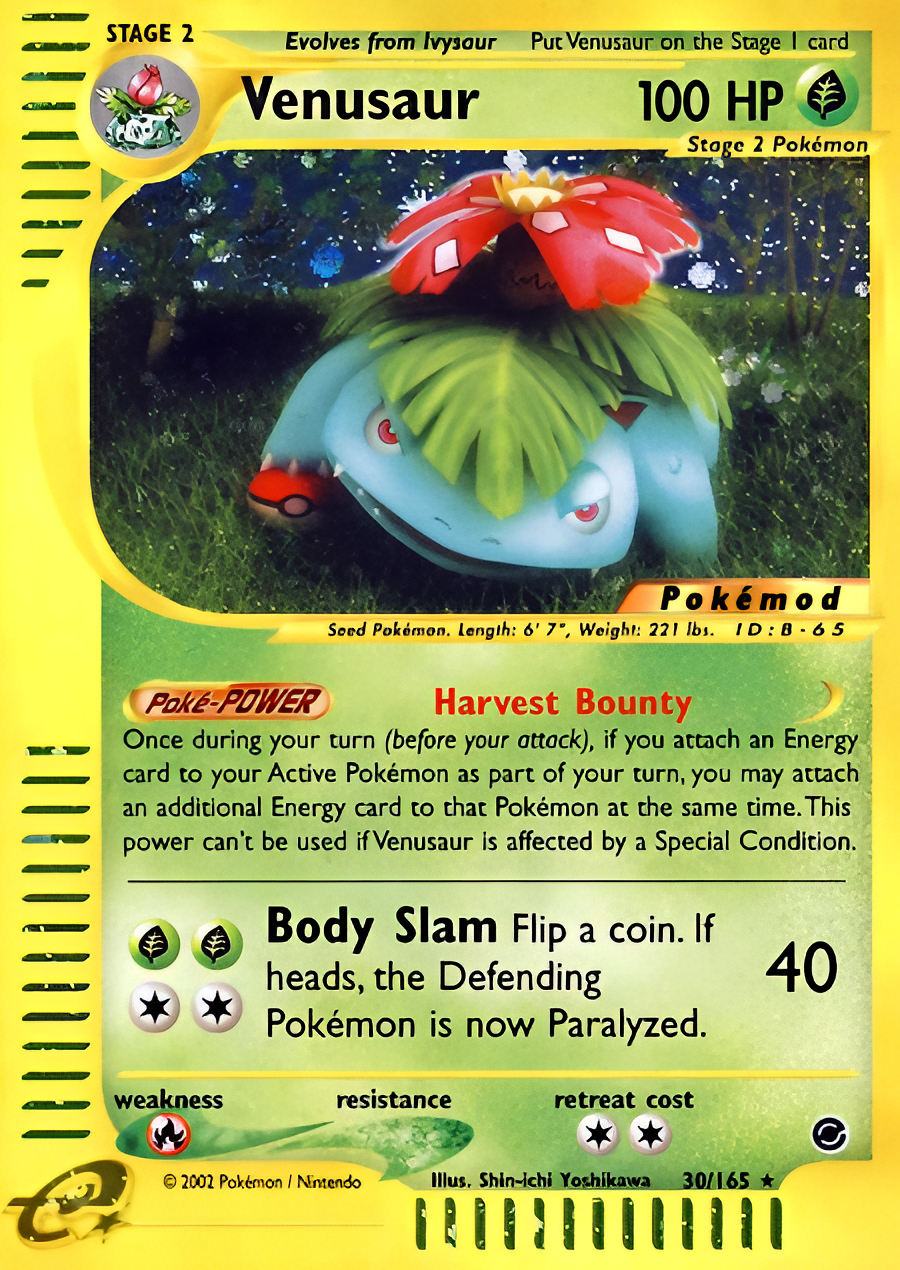 STAGE 2
Evolves from Ivysaur Put Venusaur on the Stage 1 card
Venusaur 100 HP
Stage 2 Pokémon
Pokémod
Seed Pokémon. Length: 6' 7", Weight: 221 lbs. ID:B-65
Poké-POWER Harvest Bounty
Once during your turn (before your attack), if you attach an Energy
card to your Active Pokémon as part of your turn, you may attach
an additional Energy card to that Pokémon at the same time. This
power can't be used if Venusaur is affected by a Special Condition.
Body Slam Flip a coin. If
heads, the Defending
Pokémon is now Paralyzed.
40
weakness resistance retreat cost
© 2002 Pokémon / Nintendo Illus. Shin-ichi Yoshikawa 30/165 ★